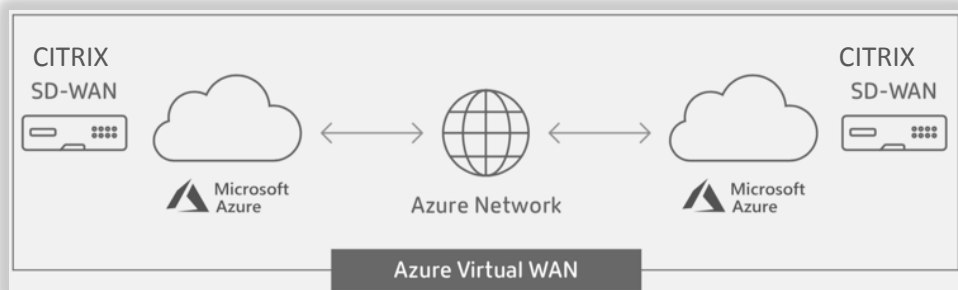 CITRIX
SD-WAN
CITRIX
SD-WAN
Microsoft
Azure
Azure Network
Microsoft
Azure
Azure Virtual WAN